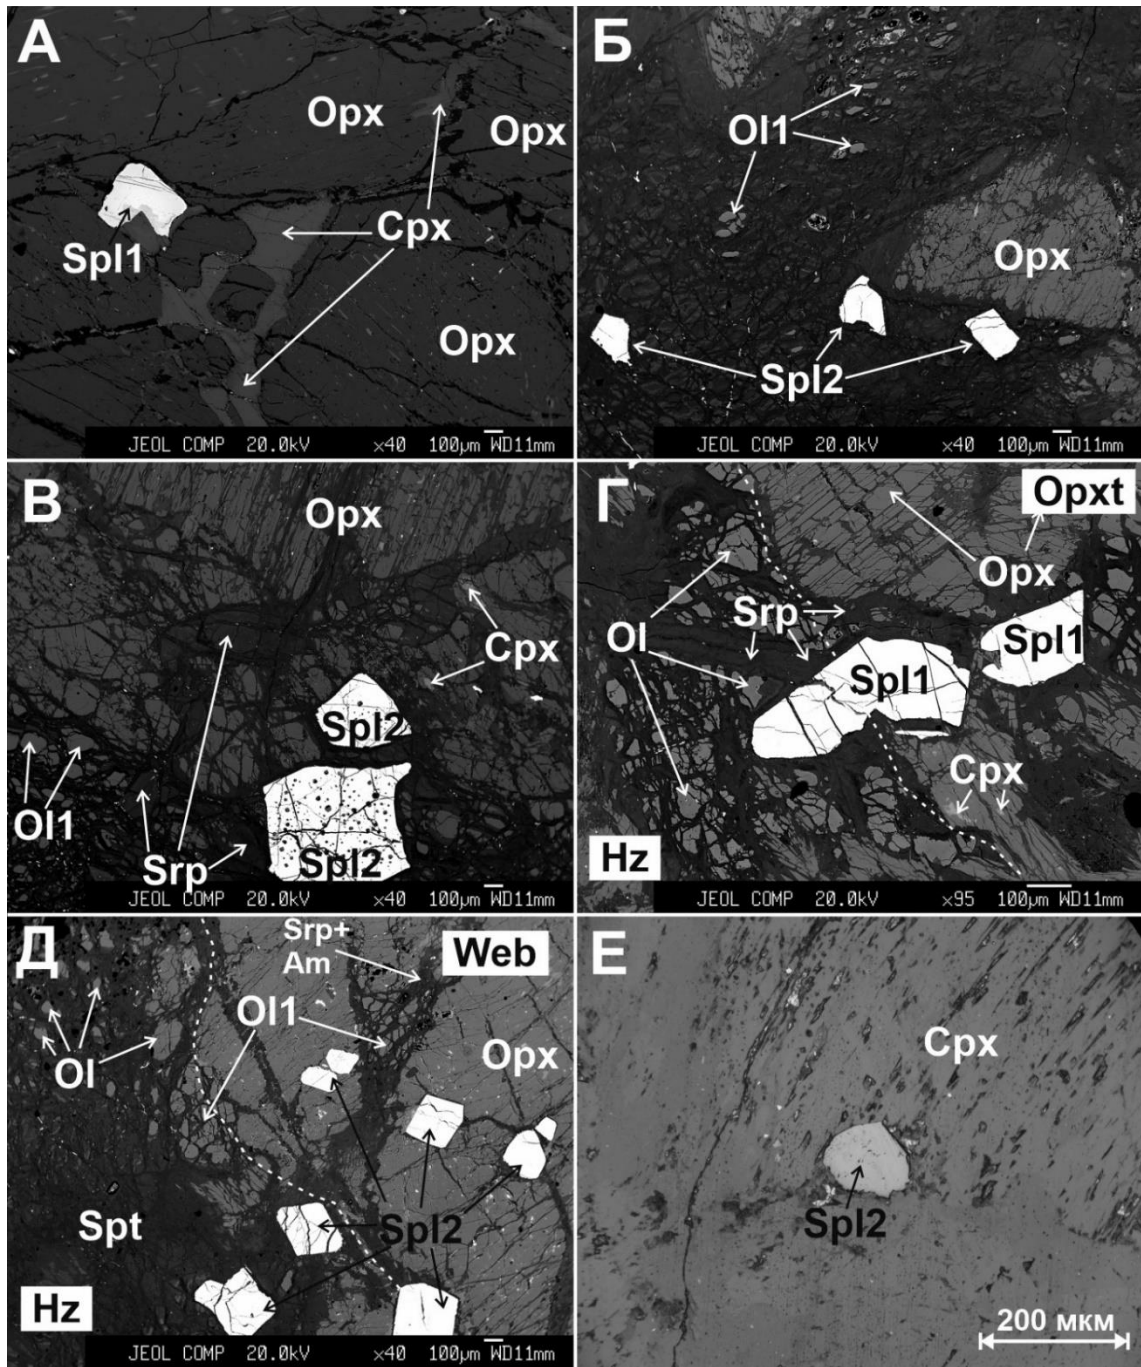 А
Opx
Opx
Spl1
Cpx
Opx
JEOL COMP 20.0kV ×40 100µm WD11mm
Б
Ol1
Opx
Spl2
JEOL COMP 20.0kV ×40 100µm WD11mm
В
Opx
Cpx
Spl2
Ol1
Srp
Spl2
JEOL COMP 20.0kV ×40 100µm WD11mm
Г
Opxt
Opx
Srp
Ol
Spl1
Spl1
Cpx
Hz
JEOL COMP 20.0kV ×95 100µm WD11mm
Д
Srp+
Am
Web
Ol1
Opx
Ol
Spt
Spl2
Hz
JEOL COMP 20.0kV ×40 100µm WD11mm
Е
Cpx
Spl2
200 мкм